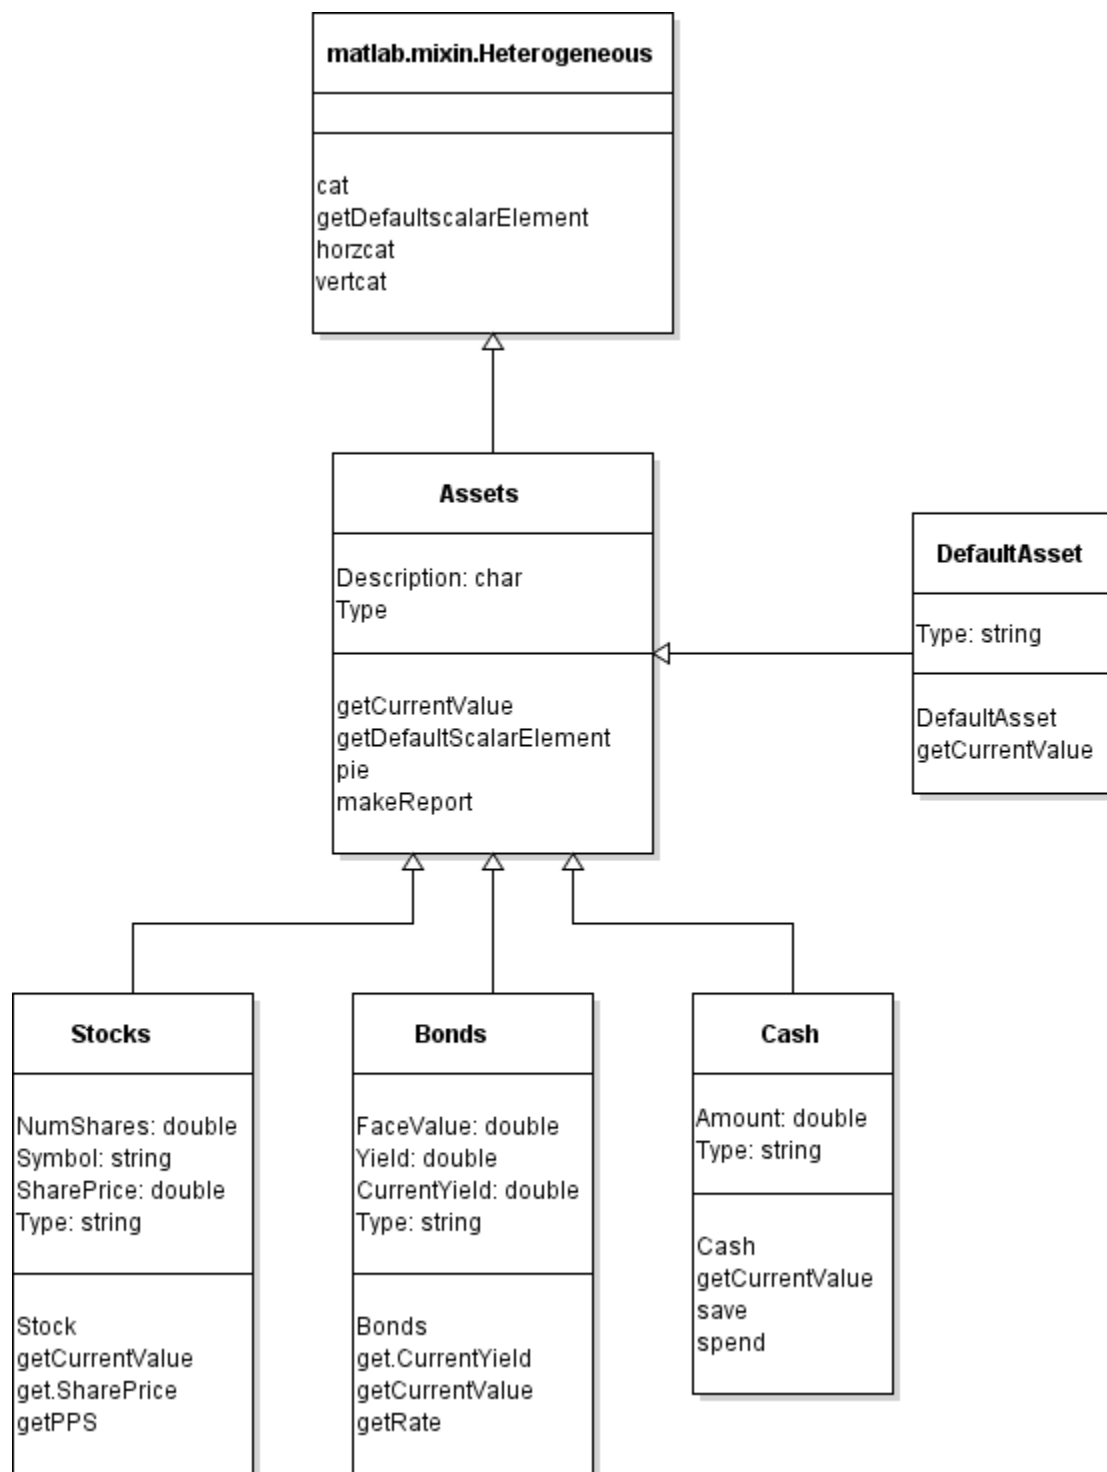 matlab.mixin.Heterogeneous
cat
getDefaultscalarElement
horzcat
vertcat
Assets
Description: char
Type
getCurrentValue
getDefaultScalarElement
pie
makeReport
DefaultAsset
Type: string
DefaultAsset
getCurrentValue
Stocks
NumShares: double
Symbol: string
SharePrice: double
Type: string
Stock
getCurrentValue
get.SharePrice
getPPS
Bonds
FaceValue: double
Yield: double
CurrentYield: double
Type: string
Bonds
get.CurrentYield
getCurrentValue
getRate
Cash
Amount: double
Type: string
Cash
getCurrentValue
save
spend